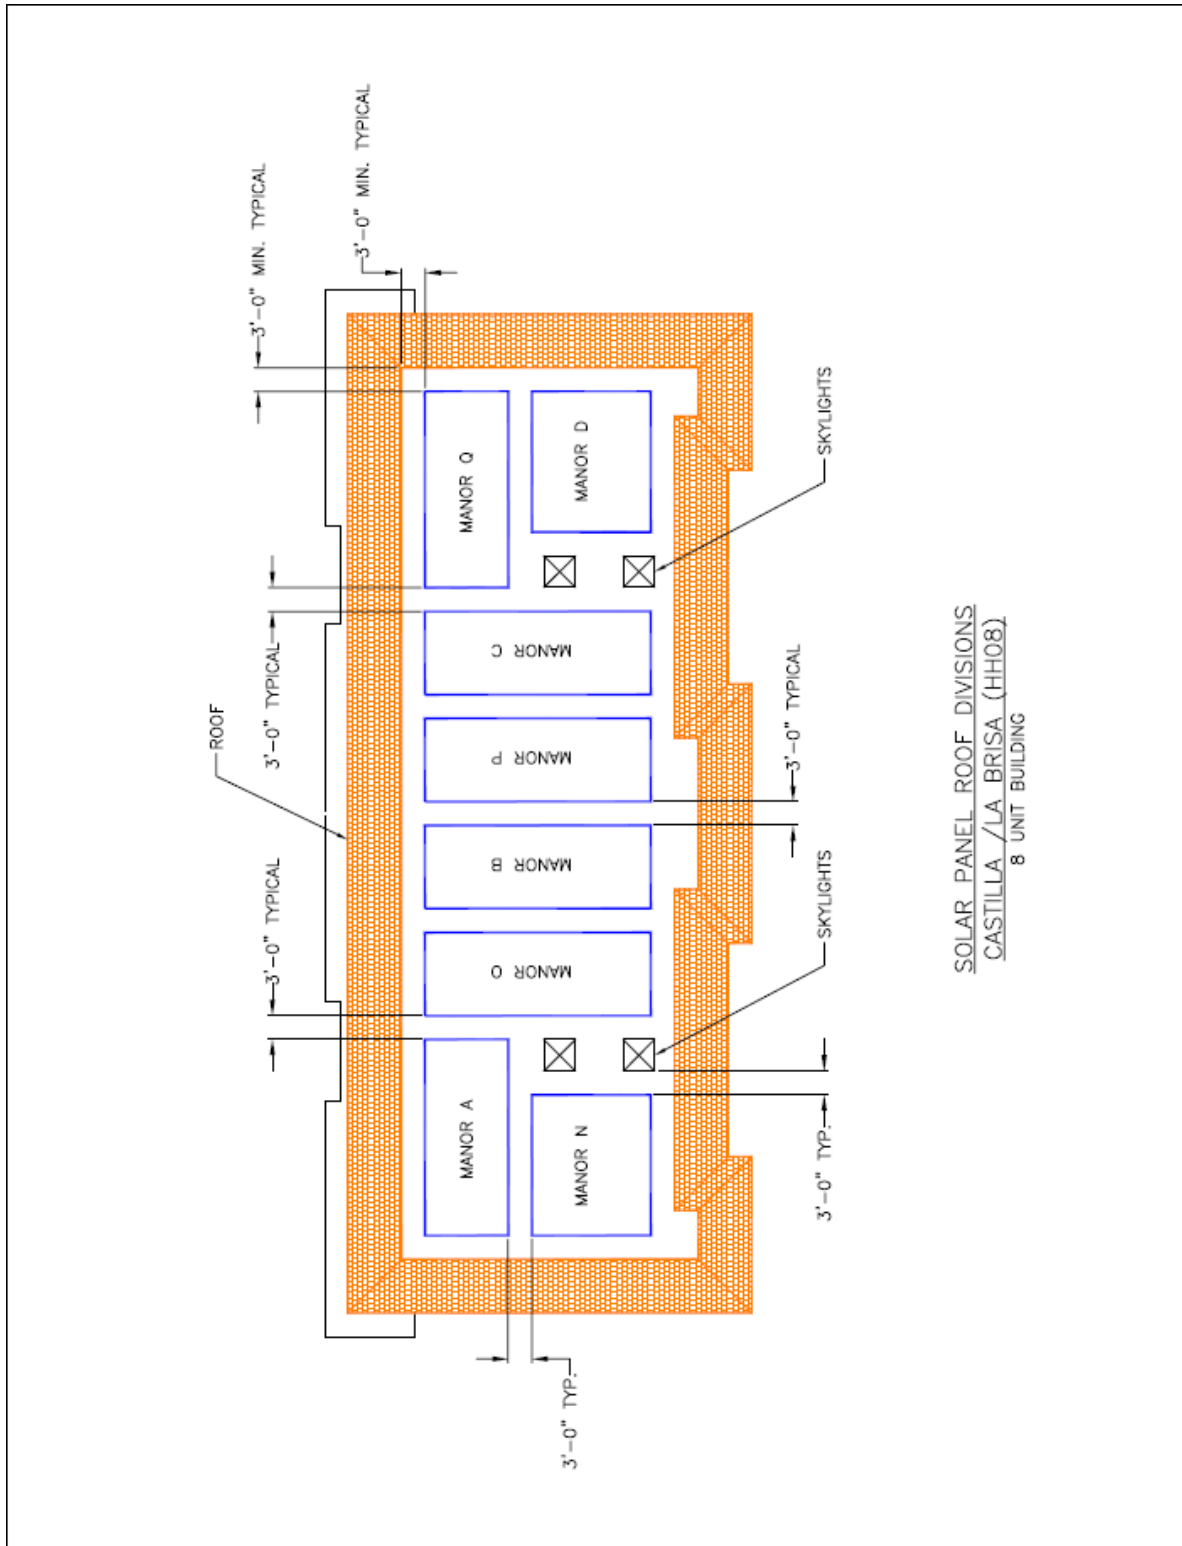 3'-0" MIN. TYPICAL
3'-0" MIN. TYPICAL
MANOR Q
MANOR D
SKYLIGHTS
3'-0" TYPICAL
MANOR C
ROOF
MANOR P
3'-0" TYPICAL
MANOR B
3'-0" TYPICAL
SKYLIGHTS
MANOR O
MANOR A
MANOR N
3'-0" TYP.
3'-0" TYP.
SOLAR PANEL ROOF DIVISIONS
CASTILLA /LA BRISA (HH08)
8 UNIT BUILDING